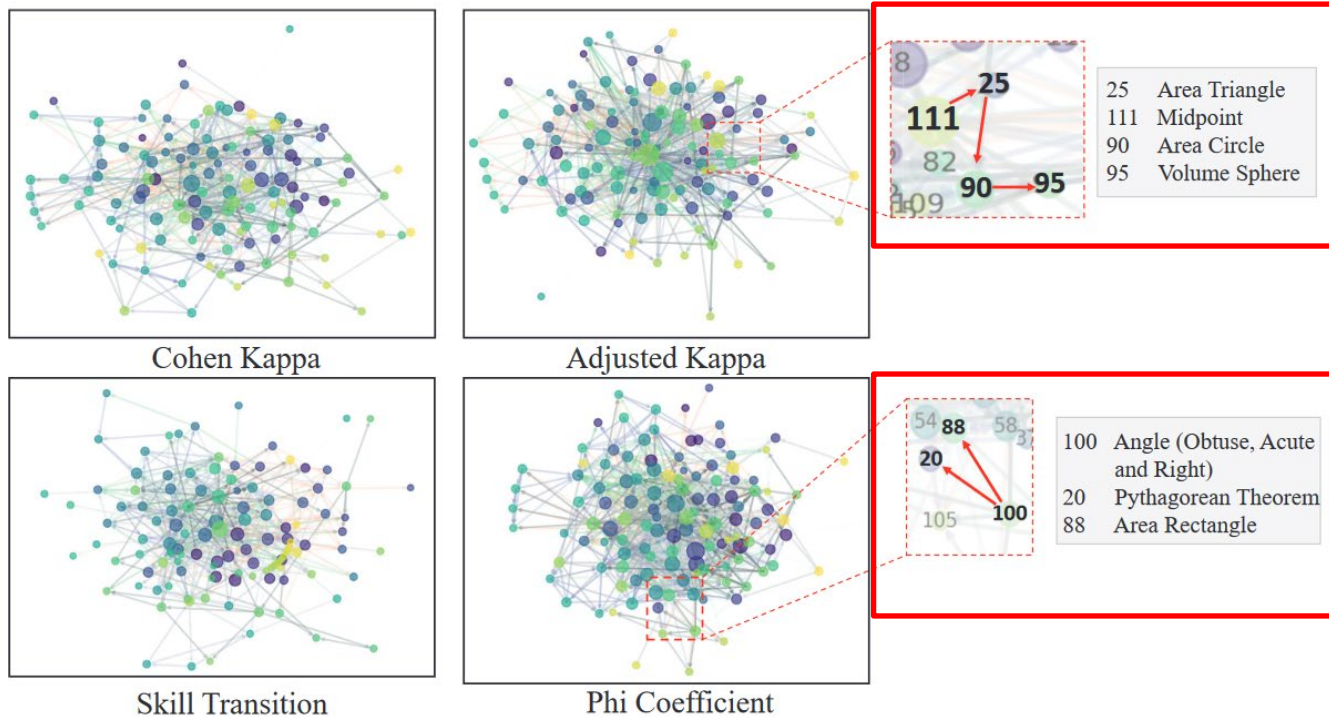 8
25
111
82
90
95
109
25 Area Triangle
111 Midpoint
90 Area Circle
95 Volume Sphere
Cohen Kappa
Adjusted Kappa
54
88
58
20
105
100
100 Angle (Obtuse, Acute
and Right)
20 Pythagorean Theorem
88 Area Rectangle
Skill Transition
Phi Coefficient